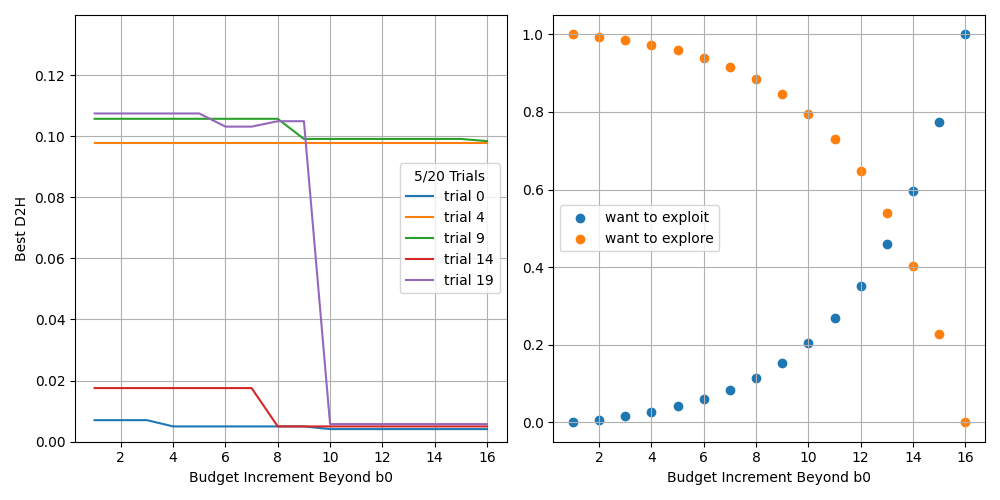 Best D2H
0.12
0.10
0.08
0.06
0.04
0.02
0.00
5/20 Trials
trial 0
trial 4
trial 9
trial 14
trial 19
2 4 6 8 10 12 14 16
Budget Increment Beyond b0
1.0
0.8
0.6
0.4
0.2
0.0
want to exploit
want to explore
2 4 6 8 10 12 14 16
Budget Increment Beyond b0